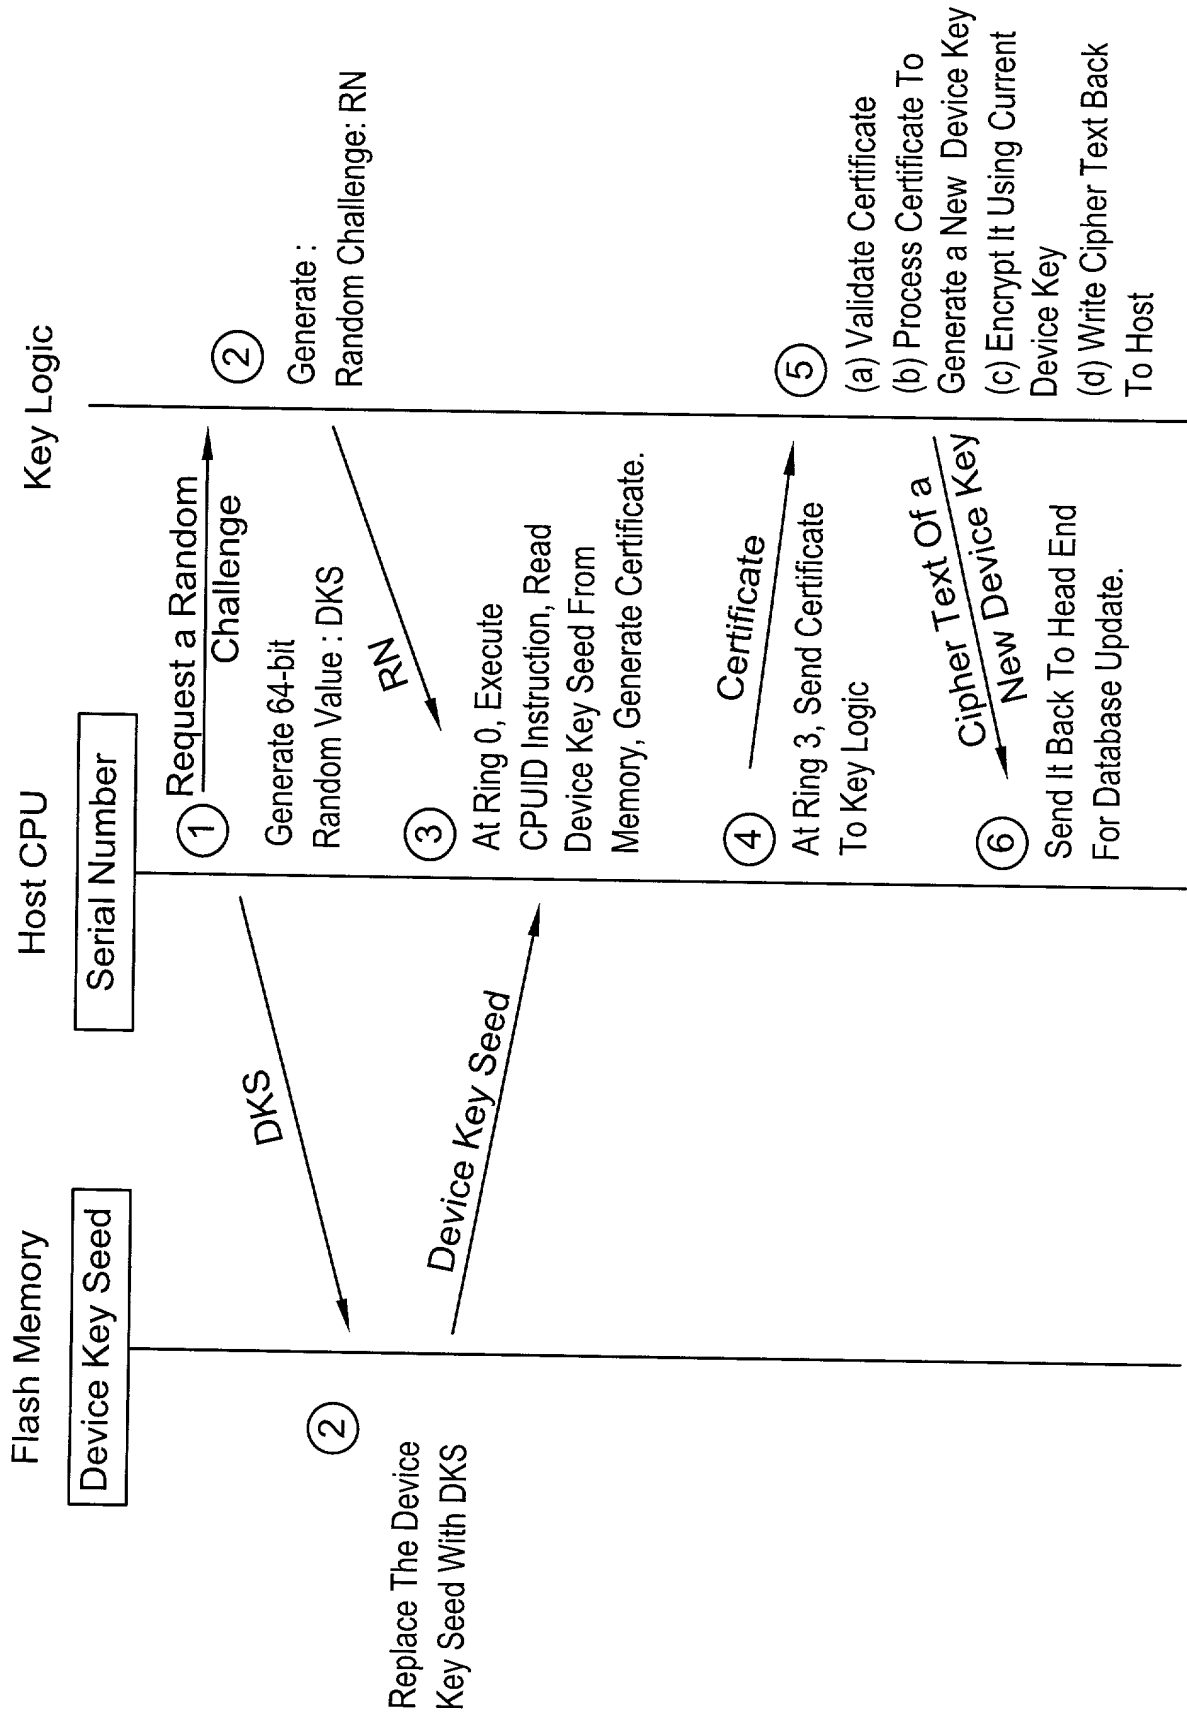 Flash Memory
Host CPU
Key Logic
Device Key Seed
Serial Number
1
Request a Random
Challenge
2
Generate :
Random Challenge: RN
Generate 64-bit
Random Value : DKS
DKS
2
Replace The Device
Key Seed With DKS
RN
3
At Ring 0, Execute
CPUID Instruction, Read
Device Key Seed From
Memory, Generate Certificate.
Device Key Seed
4
Certificate
At Ring 3, Send Certificate
To Key Logic
5
(a) Validate Certificate
(b) Process Certificate To
Generate a New Device Key
(c) Encrypt It Using Current
Device Key
(d) Write Cipher Text Back
To Host
Cipher Text Of a
New Device Key
6
Send It Back To Head End
For Database Update.